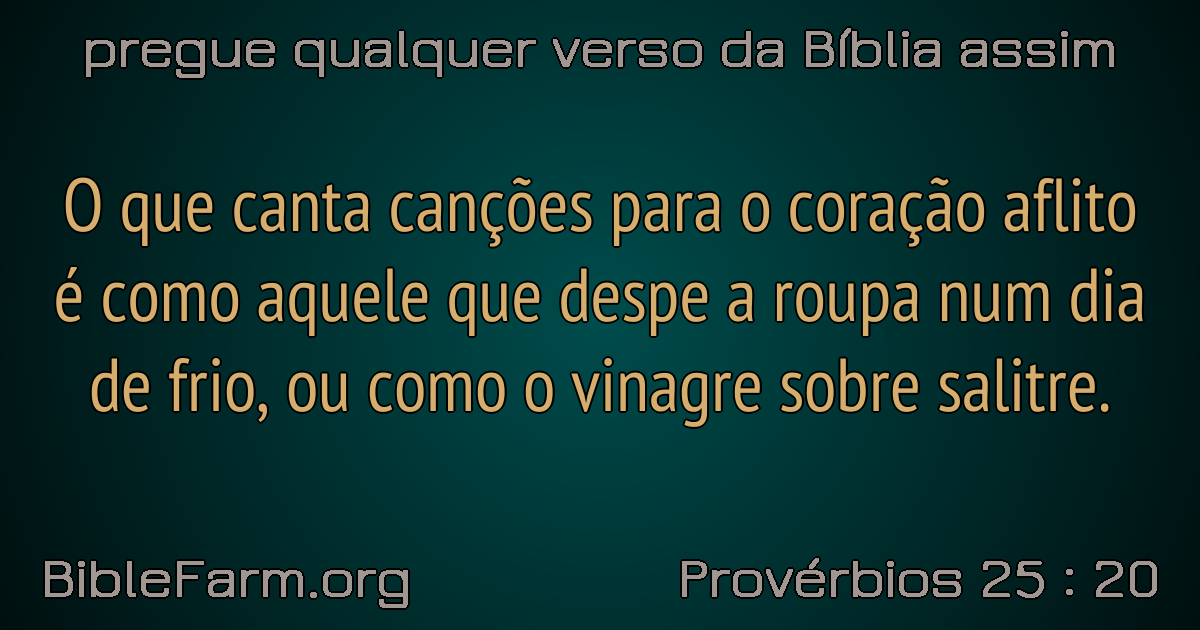 pregue qualquer verso da Bíblia assim
O que canta canções para o coração aflito
é como aquele que despe a roupa num dia
de frio, ou como o vinagre sobre salitre.
BibleFarm.org
Provérbios 25 : 20